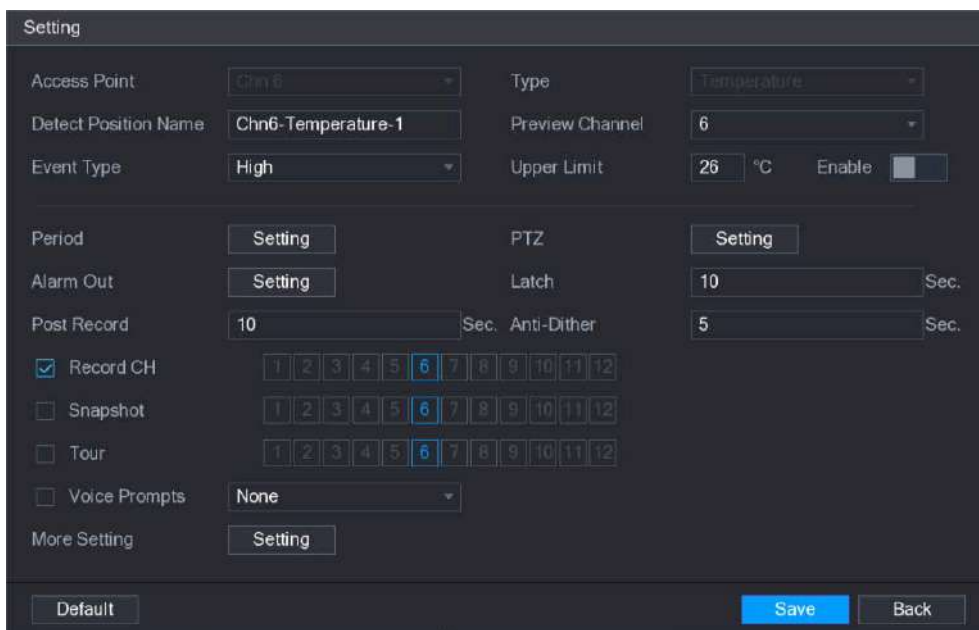 Setting
Access Point Chn 6 Type Temperature
Detect Position Name Chn6-Temperature-1 Preview Channel 6
Event Type High Upper Limit 26 °C Enable
Period Setting PTZ Setting
Alarm Out Setting Latch 10 Sec.
Post Record 10 Sec. Anti-Dither 5 Sec.
Record CH 1 2 3 4 5 6 7 8 9 10 11 12
Snapshot 1 2 3 4 5 6 7 8 9 10 11 12
Tour 1 2 3 4 5 6 7 8 9 10 11 12
Voice Prompts None
More Setting Setting
Default Save Back